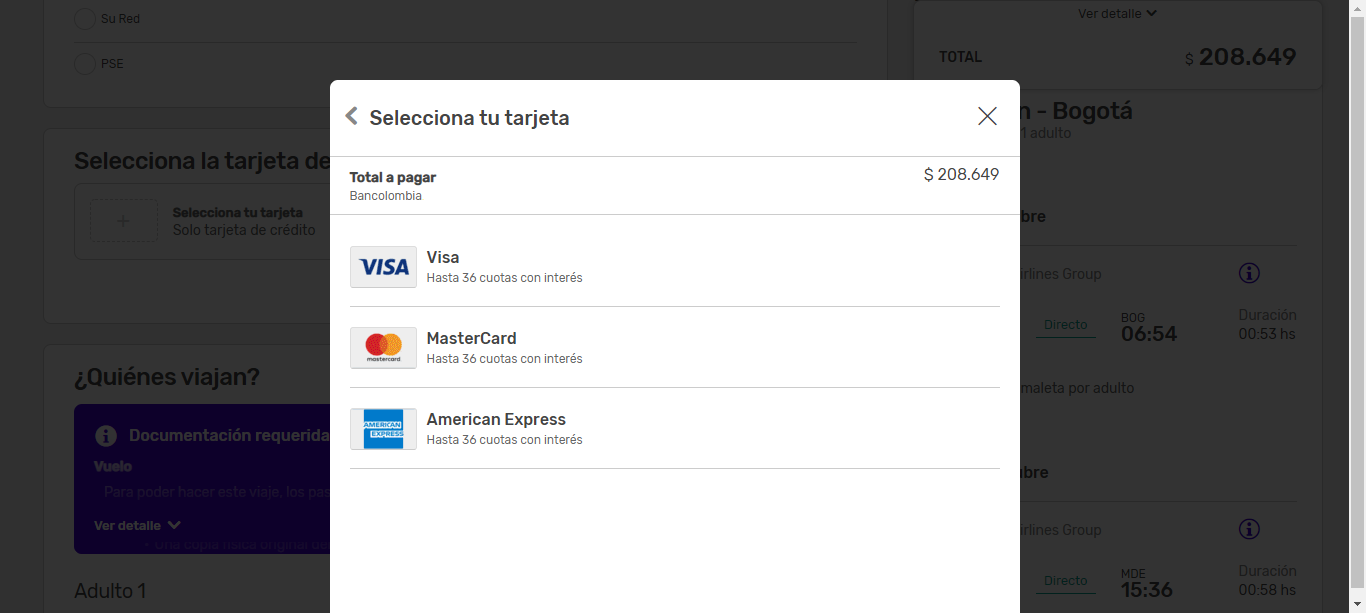 Su Red
PSE
Ver detalle
TOTAL
$ 208.649
n - Bogotá
1 adulto
Selecciona la tarjeta de
Selecciona tu tarjeta
Solo tarjeta de crédito
Selecciona tu tarjeta
Total a pagar
$ 208.649
Bancolombia
VISA
Visa
Hasta 36 cuotas con interés
mastercard
MasterCard
Hasta 36 cuotas con interés
AMERICAN EXPRESS
American Express
Hasta 36 cuotas con interés
bre
irlines Group
Directo
BOG
06:54
Duración
00:53 hs
maleta por adulto
bre
irlines Group
Directo
MDE
15:36
Duración
00:58 hs
¿Quiénes viajan?
Documentación requerida
Vuelo
Para poder hacer este viaje, los pas
Ver detalle
• Una copia física original de
Adulto 1